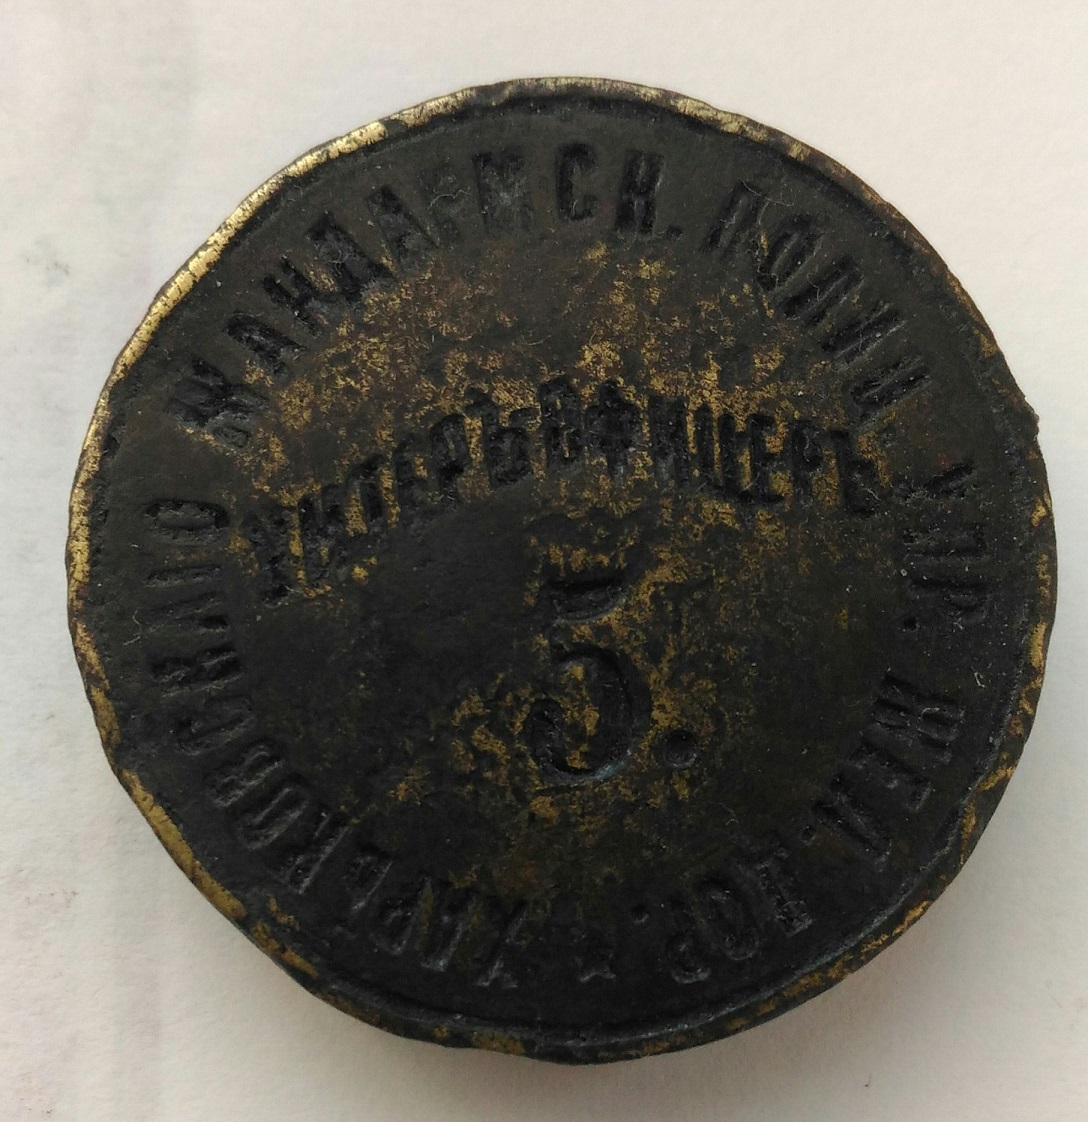 ХАРЬКОВСКАГО ЖАНДАРМСК. ПОЛИЦ. УПР. ЖЕЛ. ДОР.
УНТЕРЪ-ОФИЦЕРЪ
5.